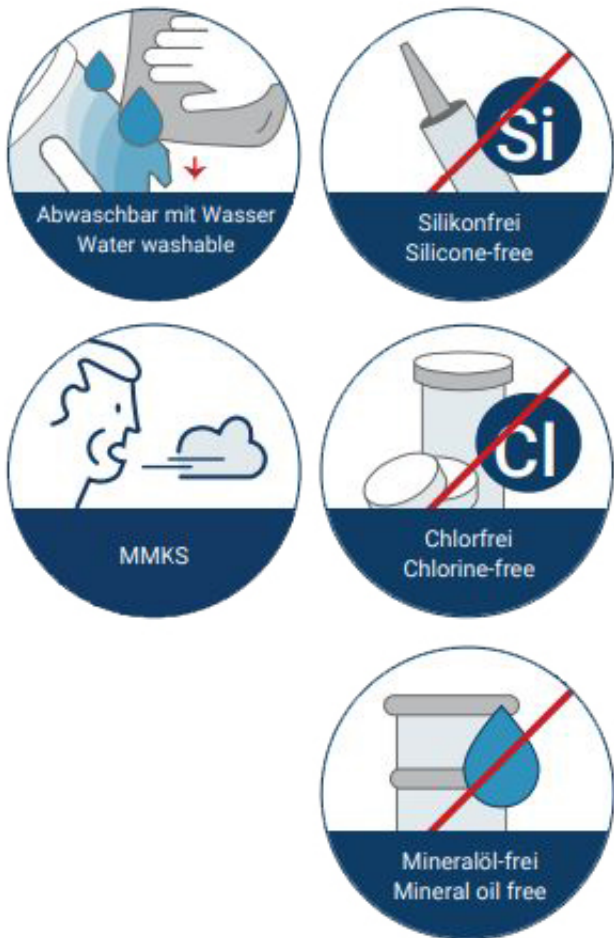 Abwaschbar mit Wasser
Water washable
Si
Silikonfrei
Silicone-free
MMKS
Cl
Chlorfrei
Chlorine-free
Mineralöl-frei
Mineral oil free